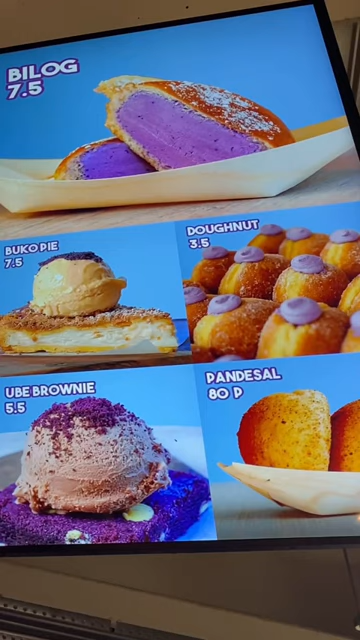 BILOG
7.5
BUKO PIE
7.5
DOUGHNUT
3.5
UBE BROWNIE
5.5
PANDESAL
80 P